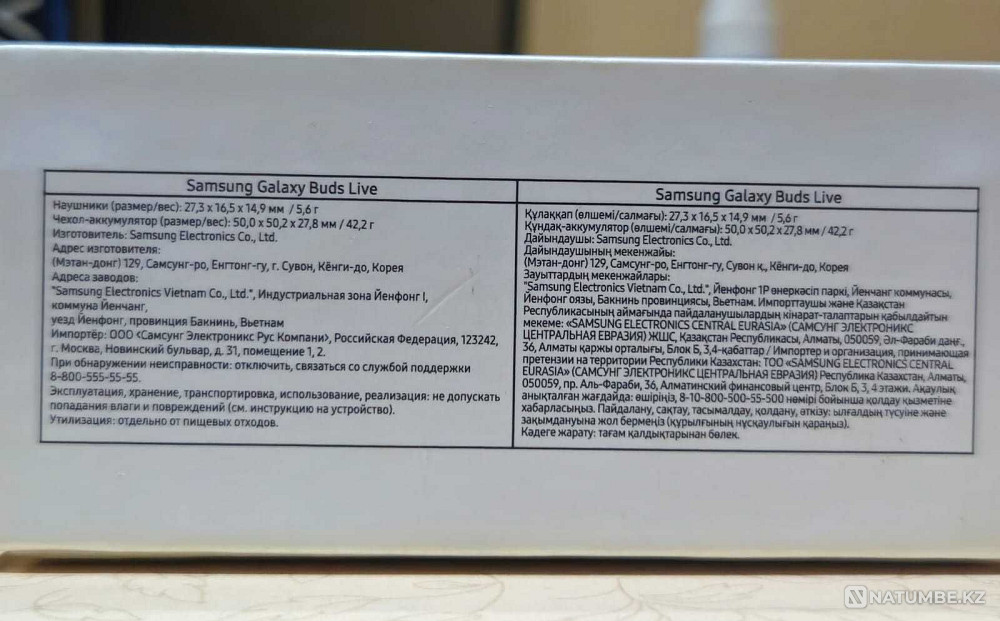 Samsung Galaxy Buds Live
Наушники (размер/вес): 27,3 x 16,5 x 14,9 мм / 5,6 г
Чехол-аккумулятор (размер/вес): 50,0 x 50,2 x 27,8 мм / 42,2 г
Изготовитель: Samsung Electronics Co., Ltd.
Адрес изготовителя:
(Мэтан-донг) 129, Самсунг-ро, Енгтонг-гу, г. Сувон, Кёнги-до, Корея
Адреса заводов:
"Samsung Electronics Vietnam Co., Ltd.", Индустриальная зона Йенфонг I,
коммуна Йенчанг,
уезд Йенфонг, провинция Бакнинь, Вьетнам
Импортёр: ООО «Самсунг Электроникс Рус Компани», Российская Федерация, 123242,
г. Москва, Новинский бульвар, д. 31, помещение 1, 2.
При обнаружении неисправности: отключить, связаться со службой поддержки
8-800-555-55-55.
Эксплуатация, хранение, транспортировка, использование, реализация: не допускать
попадания влаги и повреждений (см. инструкцию на устройство).
Утилизация: отдельно от пищевых отходов.
Samsung Galaxy Buds Live
Құлаққап (өлшемі/салмағы): 27,3 x 16,5 x 14,9 мм / 5,6 г
Құндақ-аккумулятор (өлшемі/салмағы): 50,0 x 50,2 x 27,8 мм / 42,2 г
Дайындаушы: Samsung Electronics Co., Ltd.
Дайындаушының мекенжайы:
(Мэтан-донг) 129, Самсунг-ро, Енгтонг-гу, Сувон қ., Кёнги-до, Корея
Зауыттардың мекенжайлары:
"Samsung Electronics Vietnam Co., Ltd.", Йенфонг 1Р өнеркәсіп паркі, Йенчанг коммунасы,
Йенфонг оязы, Бакнинь провинциясы, Вьетнам. Импорттаушы және Қазақстан
Республикасының аймағында пайдаланушылардың кінарат-талаптарын қабылдайтын
мекеме: «SAMSUNG ELECTRONICS CENTRAL EURASIA» (САМСУНГ ЭЛЕКТРОНИКС
ЦЕНТРАЛЬНАЯ ЕВРАЗИЯ) ЖШС, Қазақстан Республикасы, Алматы, 050059, Әл-Фараби даңғ.,
36, Алматы қаржы орталығы, Блок Б, 3,4-қабаттар / Импортер и организация, принимающая
претензии на территории Республики Казахстан: ТОО «SAMSUNG ELECTRONICS CENTRAL
EURASIA» (САМСУНГ ЭЛЕКТРОНИКС ЦЕНТРАЛЬНАЯ ЕВРАЗИЯ) Республика Казахстан, Алматы,
050059, пр. Аль-Фараби, 36, Алматинский финансовый центр, Блок Б, 3, 4 этажи. Ақаулық
анықталған жағдайда: өшіріңіз, 8-10-800-500-55-500 нөмірі бойынша қолдау қызметіне
хабарласыңыз. Пайдалану, сақтау, тасымалдау, қолдану, өткізу: ылғалдың түсуіне және
зақымдануына жол бермеңіз (құрылғының нұсқаулығын қараңыз).
Кәдеге жарату: тағам қалдықтарынан бөлек.
NATUMBE.KZ